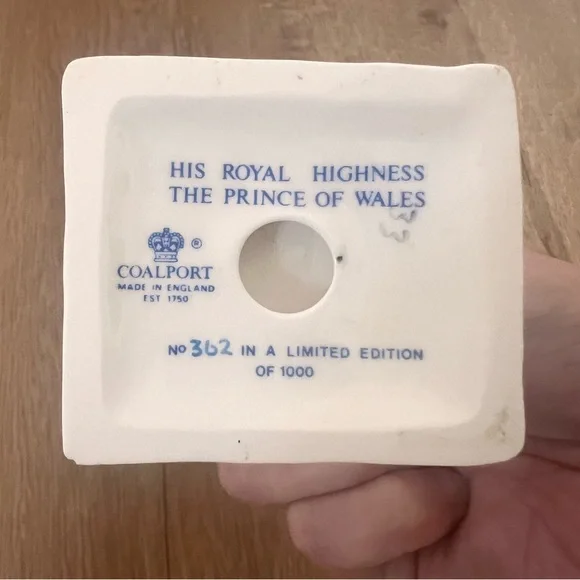 HIS ROYAL HIGHNESS
THE PRINCE OF WALES
®
COALPORT
MADE IN ENGLAND
EST 1750
No 362 IN A LIMITED EDITION
OF 1000